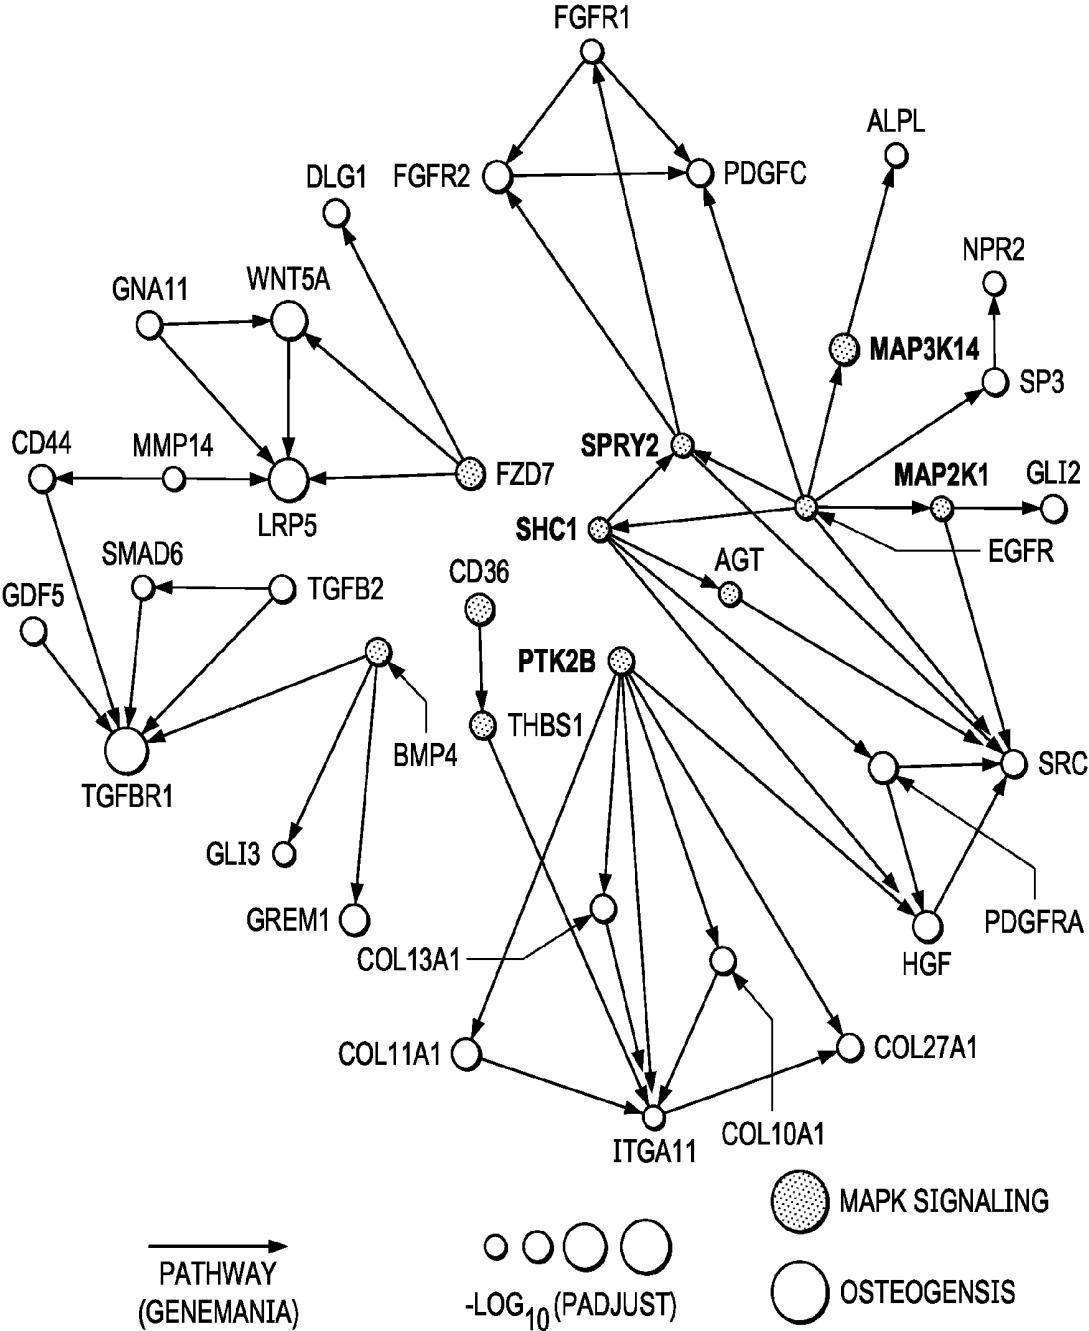 FGFR1
ALPL
DLG1
FGFR2
PDGFC
NPR2
WNT5A
GNA11
MAP3K14
SP3
CD44
MMP14
SPRY2
FZD7
MAP2K1
GLI2
LRP5
SHC1
EGFR
SMAD6
AGT
CD36
GDF5
TGFB2
PTK2B
THBS1
BMP4
SRC
TGFBR1
GLI3
GREM1
PDGFRA
COL13A1
HGF
COL11A1
COL27A1
COL10A1
ITGA11
MAPK SIGNALING
PATHWAY
(GENEMANIA)
-LOG10 (PADJUST)
OSTEOGENSIS